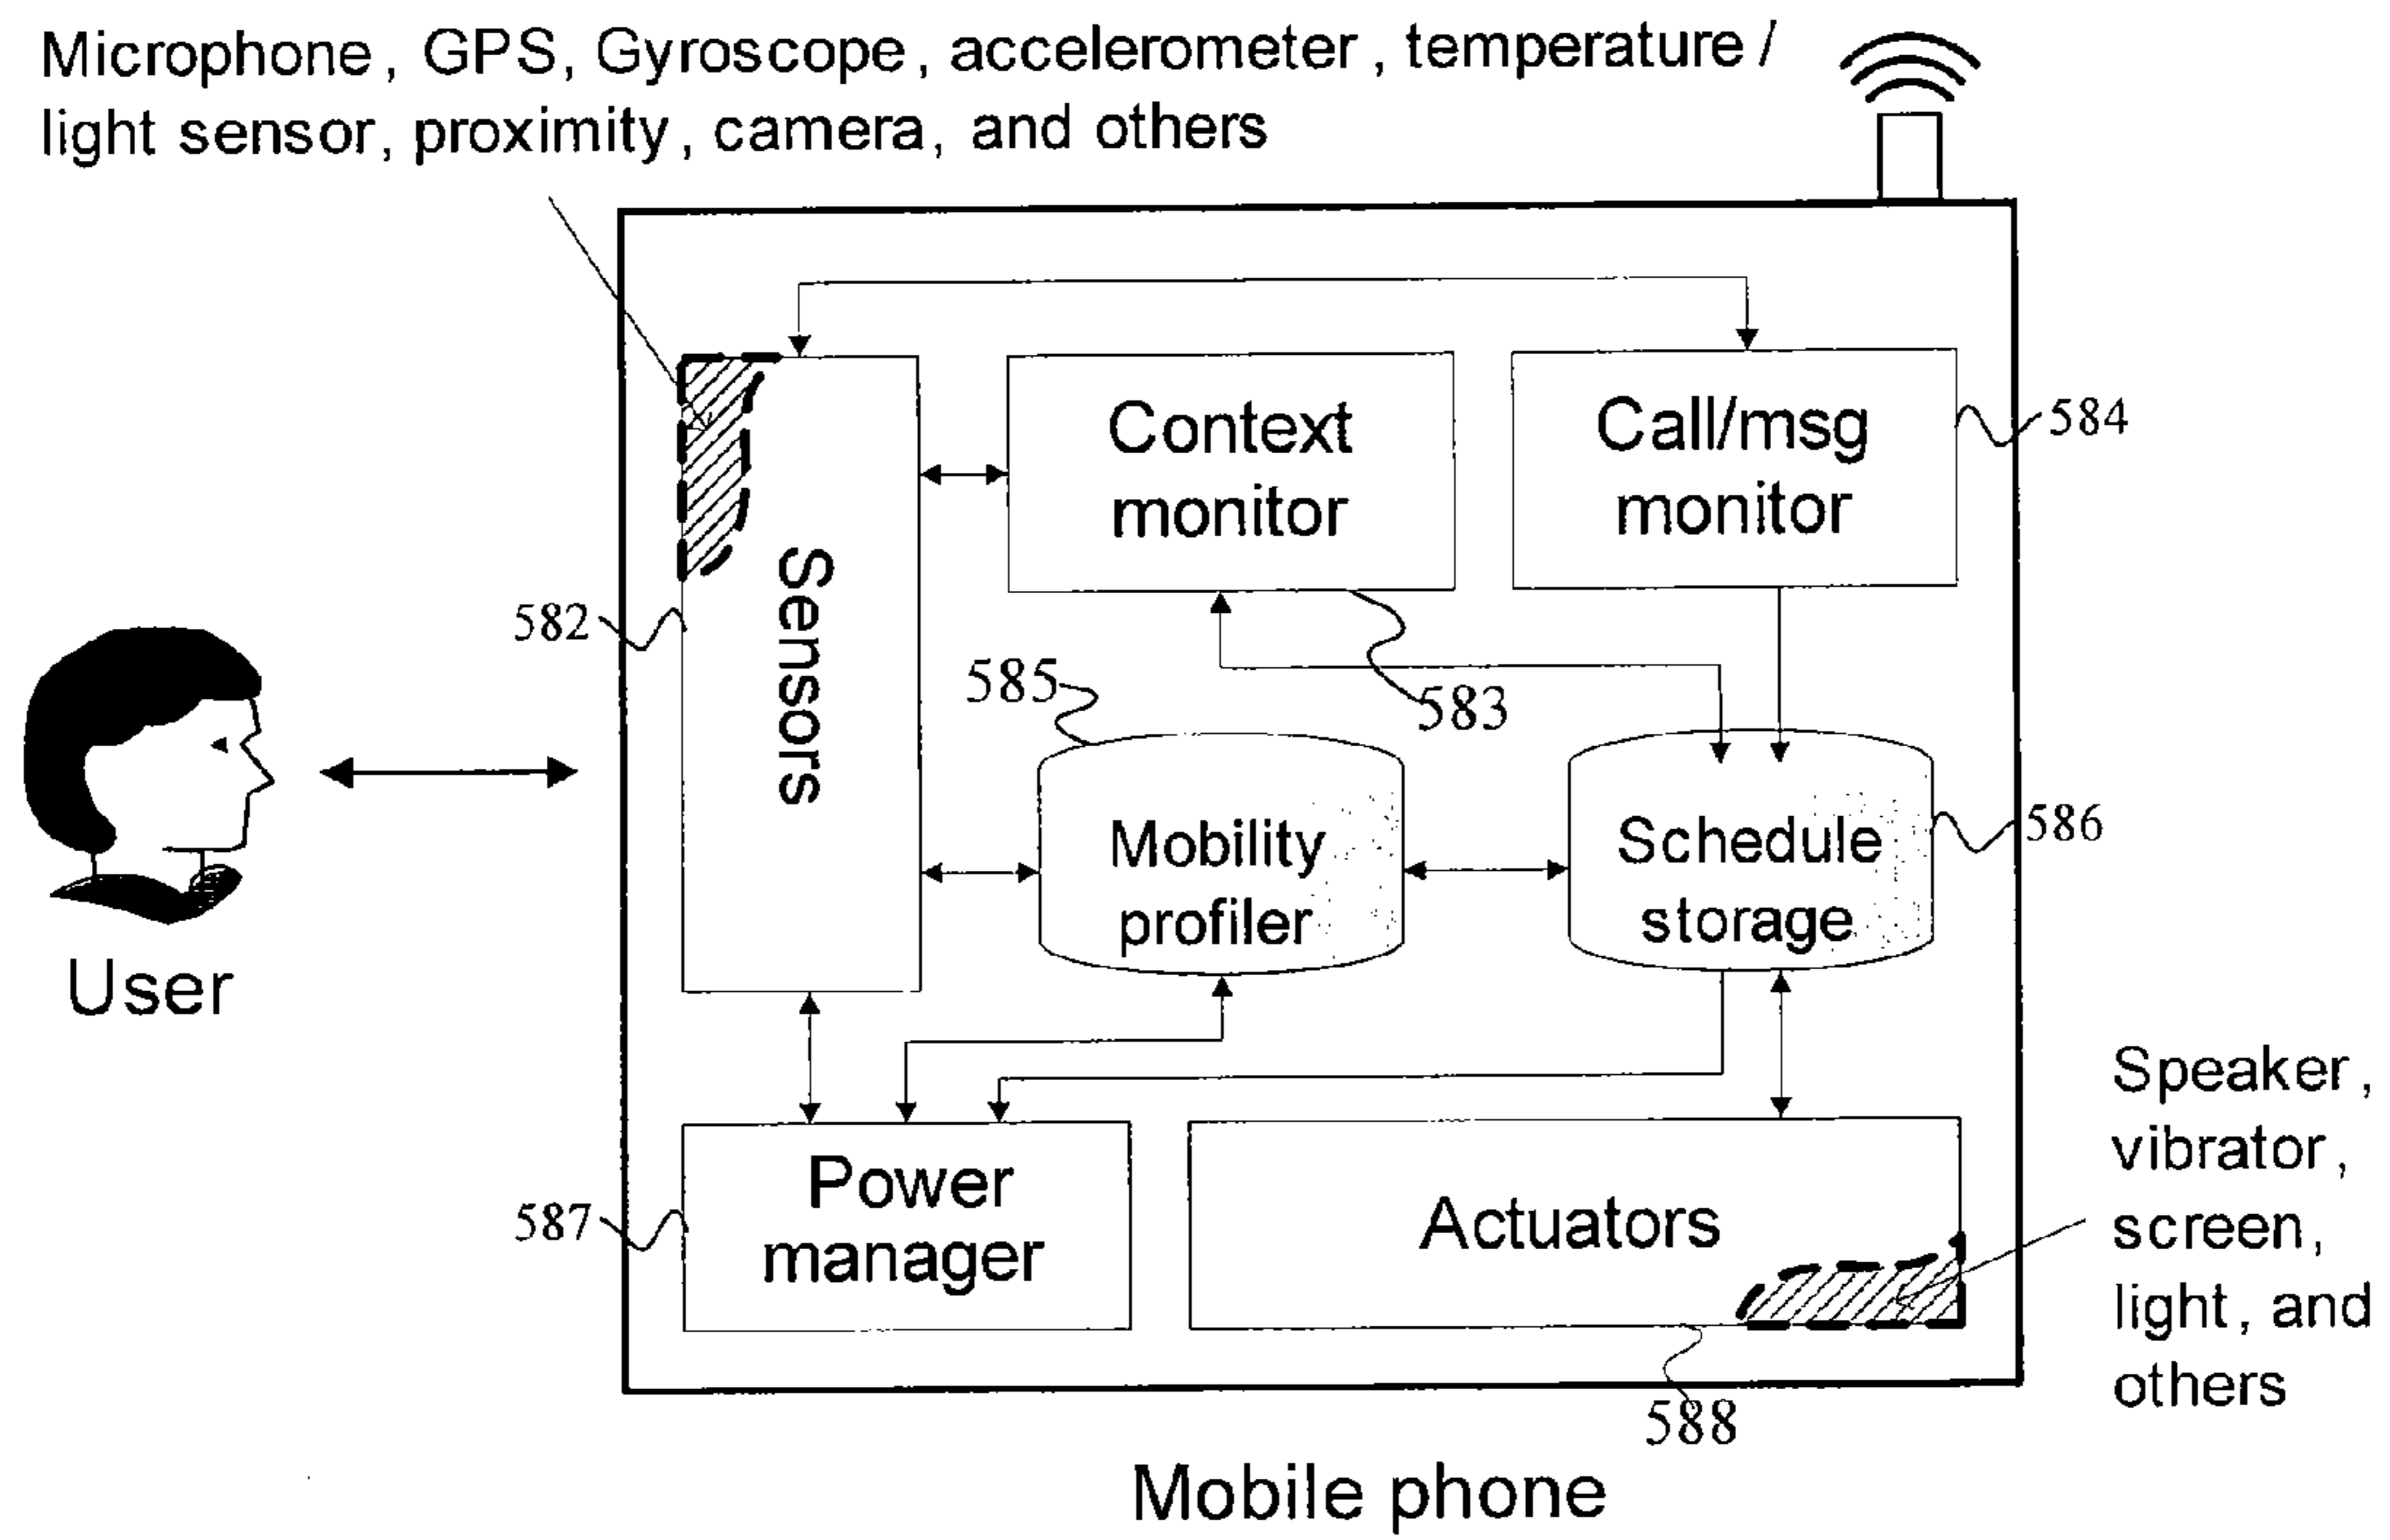 Microphone, GPS, Gyroscope, accelerometer, temperature /
light sensor, proximity, camera, and others
Context
monitor
Call/msg
monitor
584
Sensors
582
585
583
User
Mobility
profiler
Schedule
storage
586
Power
manager
587
Actuators
588
Speaker,
vibrator,
screen,
light, and
others
Mobile phone